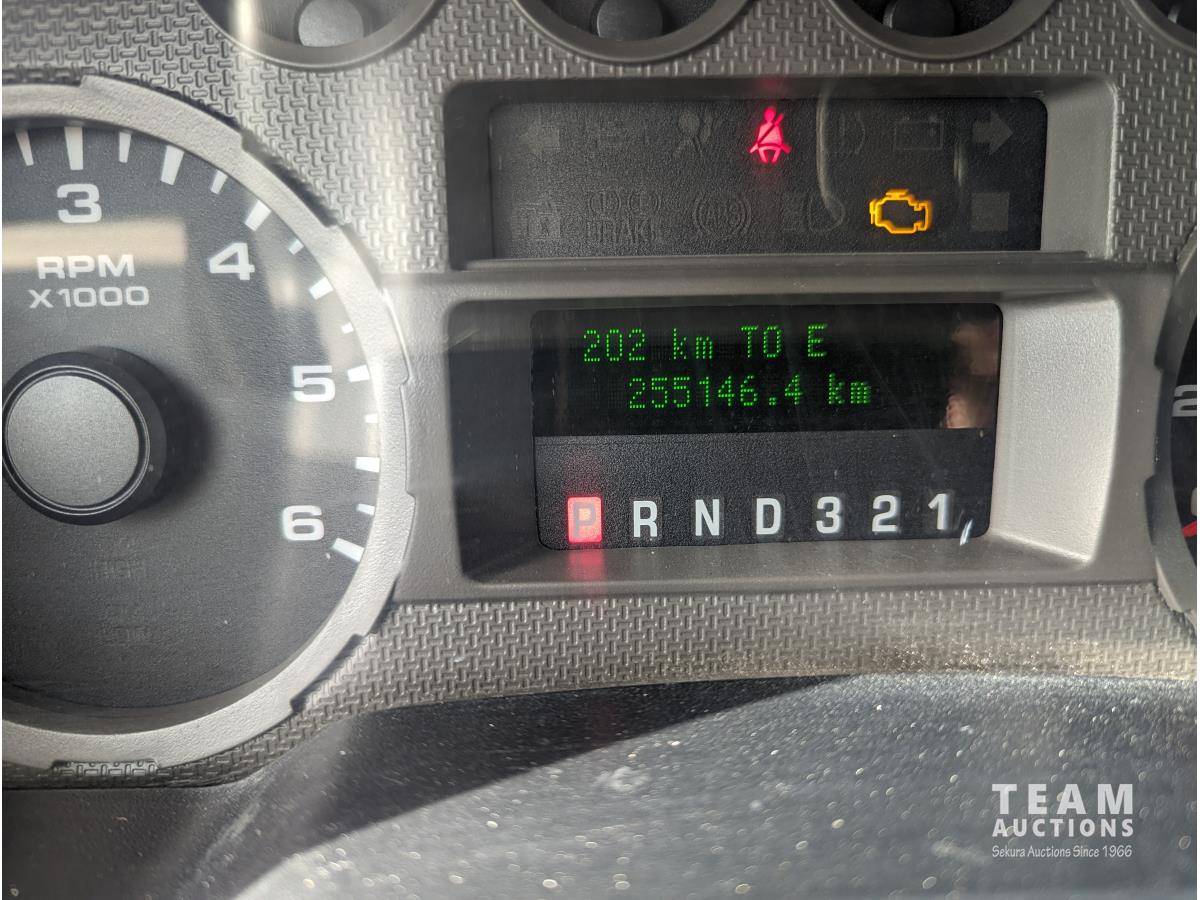 3
4
RPM
X1000
5
6
BRAKE
ABS
202 km TO E
255146.4 km
P R N D 3 2 1
2
TEAM
AUCTIONS
Sekura Auctions Since 1966